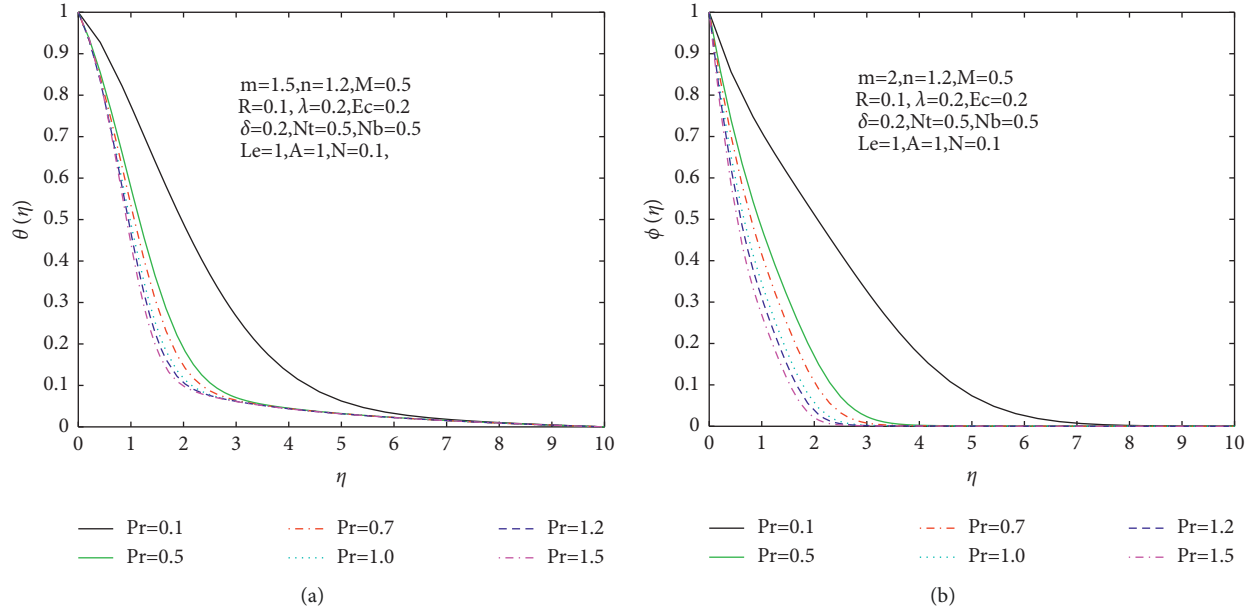 1
0.9
0.8
0.7
0.6
0.5
0.4
0.3
0.2
0.1
0
θ (η)
m=1.5,n=1.2,M=0.5
R=0.1, λ=0.2,Ec=0.2
δ=0.2,Nt=0.5,Nb=0.5
Le=1,A=1,N=0.1,
0 1 2 3 4 5 6 7 8 9 10
η
Pr=0.1 Pr=0.7 Pr=1.2
Pr=0.5 Pr=1.0 Pr=1.5
(a)
1
0.9
0.8
0.7
0.6
0.5
0.4
0.3
0.2
0.1
0
ϕ (η)
m=2,n=1.2,M=0.5
R=0.1, λ=0.2,Ec=0.2
δ=0.2,Nt=0.5,Nb=0.5
Le=1,A=1,N=0.1
0 1 2 3 4 5 6 7 8 9 10
η
Pr=0.1 Pr=0.7 Pr=1.2
Pr=0.5 Pr=1.0 Pr=1.5
(b)